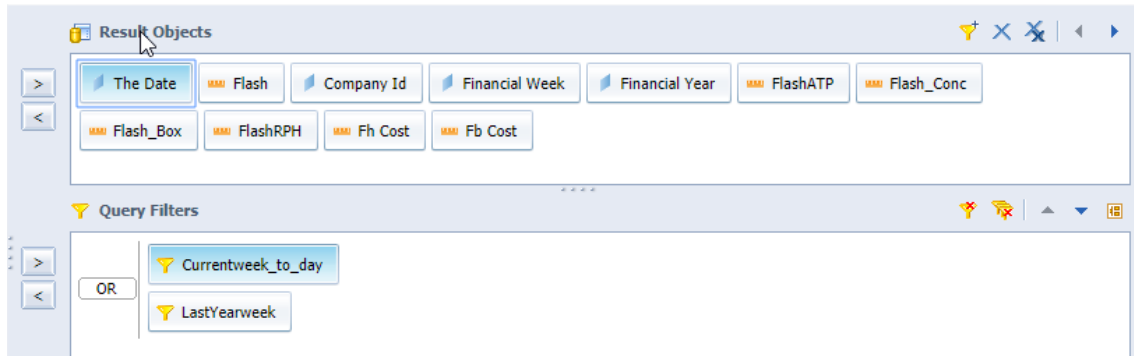 Result Objects
> The Date Flash Company Id Financial Week Financial Year FlashATP Flash_Conc
< Flash_Box FlashRPH Fh Cost Fb Cost
Query Filters
> Currentweek_to_day
OR
< LastYearweek